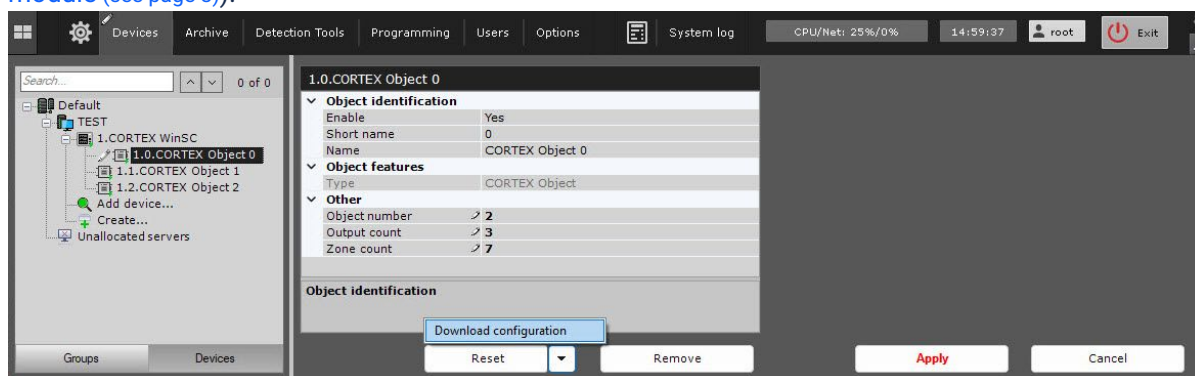 module (see page 6)).
Devices Archive Detection Tools Programming Users Options System log CPU/Net: 25%/0% 14:59:37 root Exit
Search... 0 of 0
Default
TEST
1.CORTEX WinSC
1.0.CORTEX Object 0
1.1.CORTEX Object 1
1.2.CORTEX Object 2
Add device...
Create...
Unallocated servers
Groups Devices
1.0.CORTEX Object 0
Object identification
Enable Yes
Short name 0
Name CORTEX Object 0
Object features
Type CORTEX Object
Other
Object number 2
Output count 3
Zone count 7
Object identification
Download configuration
Reset Remove Apply Cancel